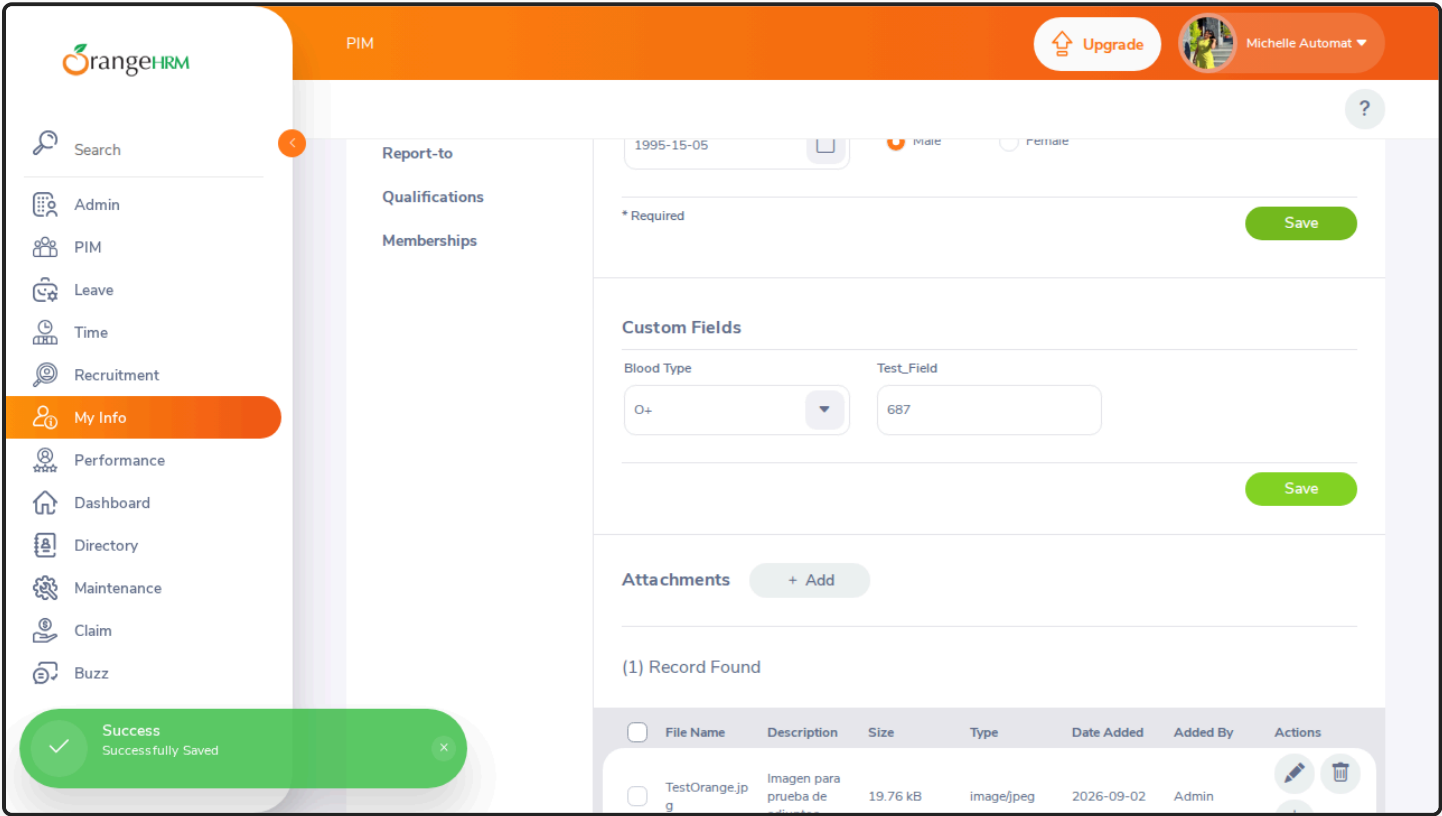 OrangeHRM
PIM
Upgrade
Michelle Automat
?
Search
Admin
PIM
Leave
Time
Recruitment
My Info
Performance
Dashboard
Directory
Maintenance
Claim
Buzz
Report-to
Qualifications
Memberships
1995-15-05
Male
Female
* Required
Save
Custom Fields
Blood Type
Test_Field
O+
687
Save
Attachments
+ Add
(1) Record Found
File Name Description Size Type Date Added Added By Actions
TestOrange.jp
g
Imagen para
prueba de
adjuntos
19.76 kB
image/jpeg
2026-09-02
Admin
Success
Successfully Saved